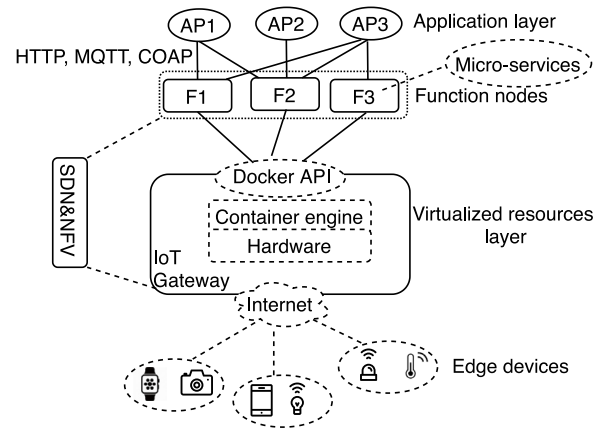 AP1
AP2
AP3
Application layer
HTTP, MQTT, COAP
Micro-services
F1
F2
F3
Function nodes
SDN&NFV
Docker API
Container engine
Hardware
Virtualized resources
layer
IoT
Gateway
Internet
Edge devices